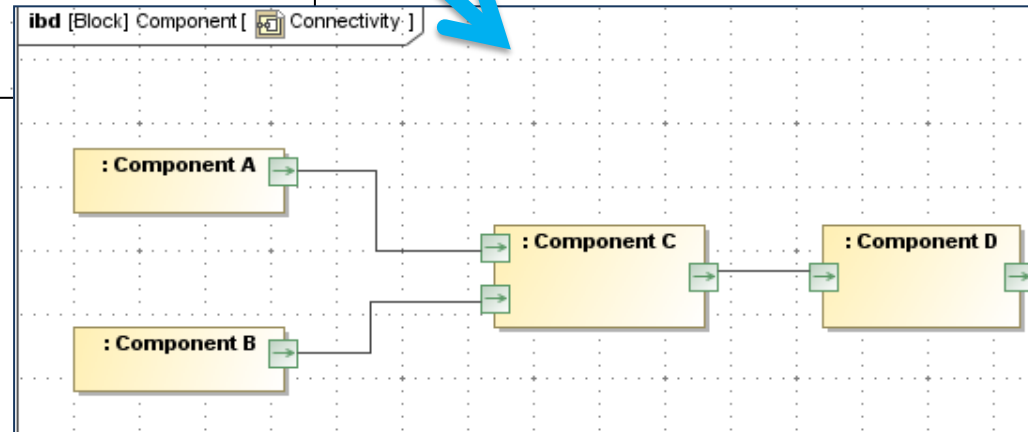 ibd [Block] Component [ Connectivity ]
: Component A
: Component C
: Component D
: Component B